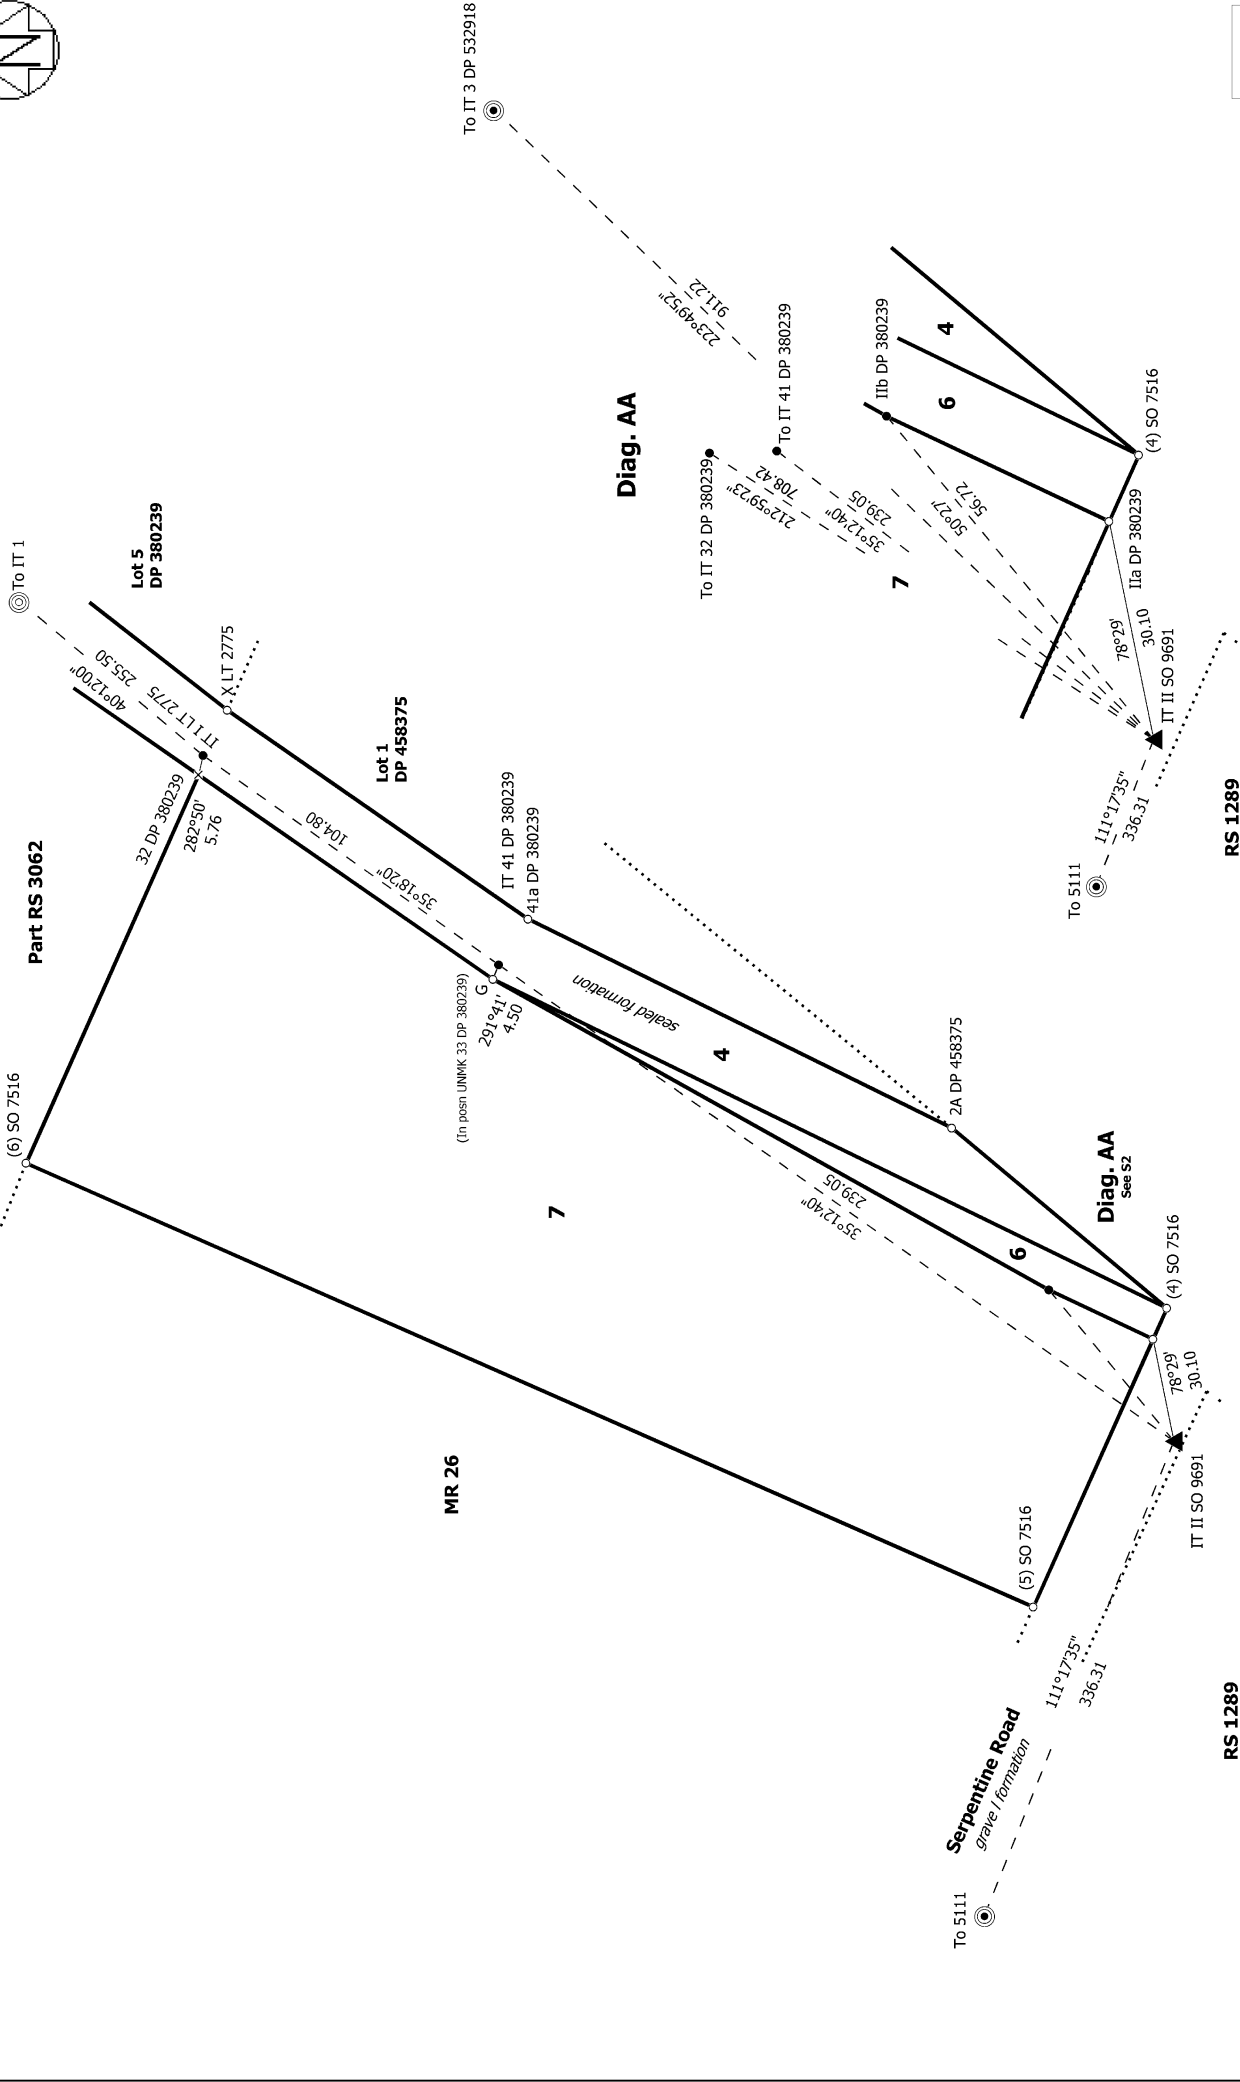 N
To IT 3 DP 532918
223°49'52"
911.22
Diag. AA
To IT 32 DP 380239
212°59'23"
708.42
To IT 41 DP 380239
35°12'40"
239.05
IIb DP 380239
4
6
7
50°27'
56.72
(4) SO 7516
IIa DP 380239
78°29'
30.10
IT II SO 9691
111°17'35"
336.31
To 5111
RS 1289
To IT 1
Lot 5
DP 380239
40°12'00"
255.50
IT I LT 2775
X LT 2775
Part RS 3062
32 DP 380239
282°50'
5.76
Lot 1
DP 458375
104.80
35°18'20"
IT 41 DP 380239
41a DP 380239
(In posn UNMK 33 DP 380239)
G
291°41'
4.50
sealed formation
(6) SO 7516
4
7
2A DP 458375
35°12'40"
239.05
6
Diag. AA
See S2
(4) SO 7516
78°29'
30.10
MR 26
(5) SO 7516
IT II SO 9691
111°17'35"
336.31
Serpentine Road
gravel formation
To 5111
RS 1289